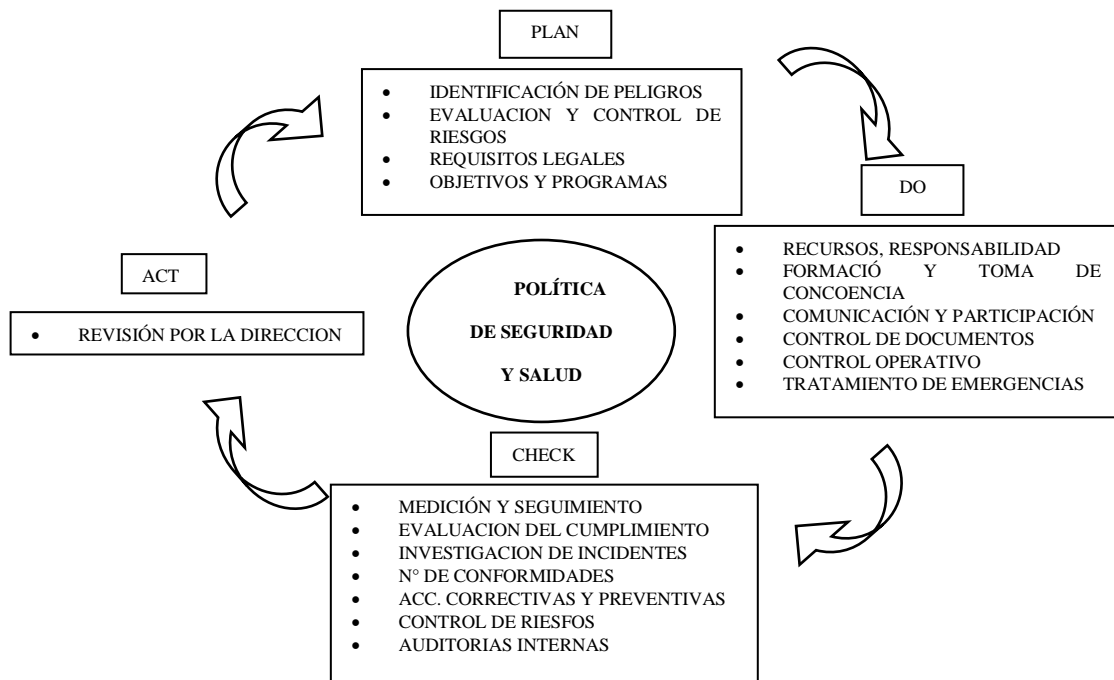 PLAN
• IDENTIFICACIÓN DE PELIGROS
• EVALUACION Y CONTROL DE
RIESGOS
• REQUISITOS LEGALES
• OBJETIVOS Y PROGRAMAS
DO
• RECURSOS, RESPONSABILIDAD
• FORMACIÓ Y TOMA DE
CONCOENCIA
• COMUNICACIÓN Y PARTICIPACIÓN
• CONTROL DE DOCUMENTOS
• CONTROL OPERATIVO
• TRATAMIENTO DE EMERGENCIAS
ACT
• REVISIÓN POR LA DIRECCION
POLÍTICA
DE SEGURIDAD
Y SALUD
CHECK
• MEDICIÓN Y SEGUIMIENTO
• EVALUACION DEL CUMPLIMIENTO
• INVESTIGACION DE INCIDENTES
• N° DE CONFORMIDADES
• ACC. CORRECTIVAS Y PREVENTIVAS
• CONTROL DE RIESFOS
• AUDITORIAS INTERNAS